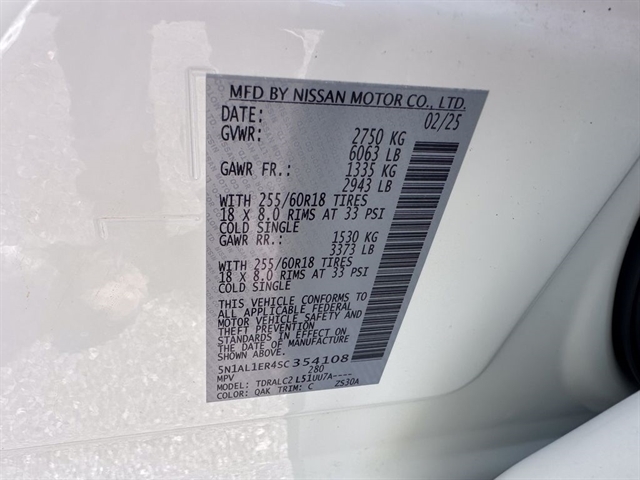 MFD BY NISSAN MOTOR CO., LTD.
DATE: 02/25
GVWR: 2750 KG
6063 LB
GAWR FR.: 1335 KG
2943 LB
WITH 255/60R18 TIRES
18 X 8.0 RIMS AT 33 PSI
COLD SINGLE
GAWR RR.: 1530 KG
3373 LB
WITH 255/60R18 TIRES
18 X 8.0 RIMS AT 33 PSI
COLD SINGLE
THIS VEHICLE CONFORMS TO
ALL APPLICABLE FEDERAL
MOTOR VEHICLE SAFETY AND
THEFT PREVENTION
STANDARDS IN EFFECT ON
THE DATE OF MANUFACTURE
5N1AL1ER4SC354108
MPV 280
MODEL: TDRALC2 L51UU7A----
COLOR: QAK TRIM: C ZS30A